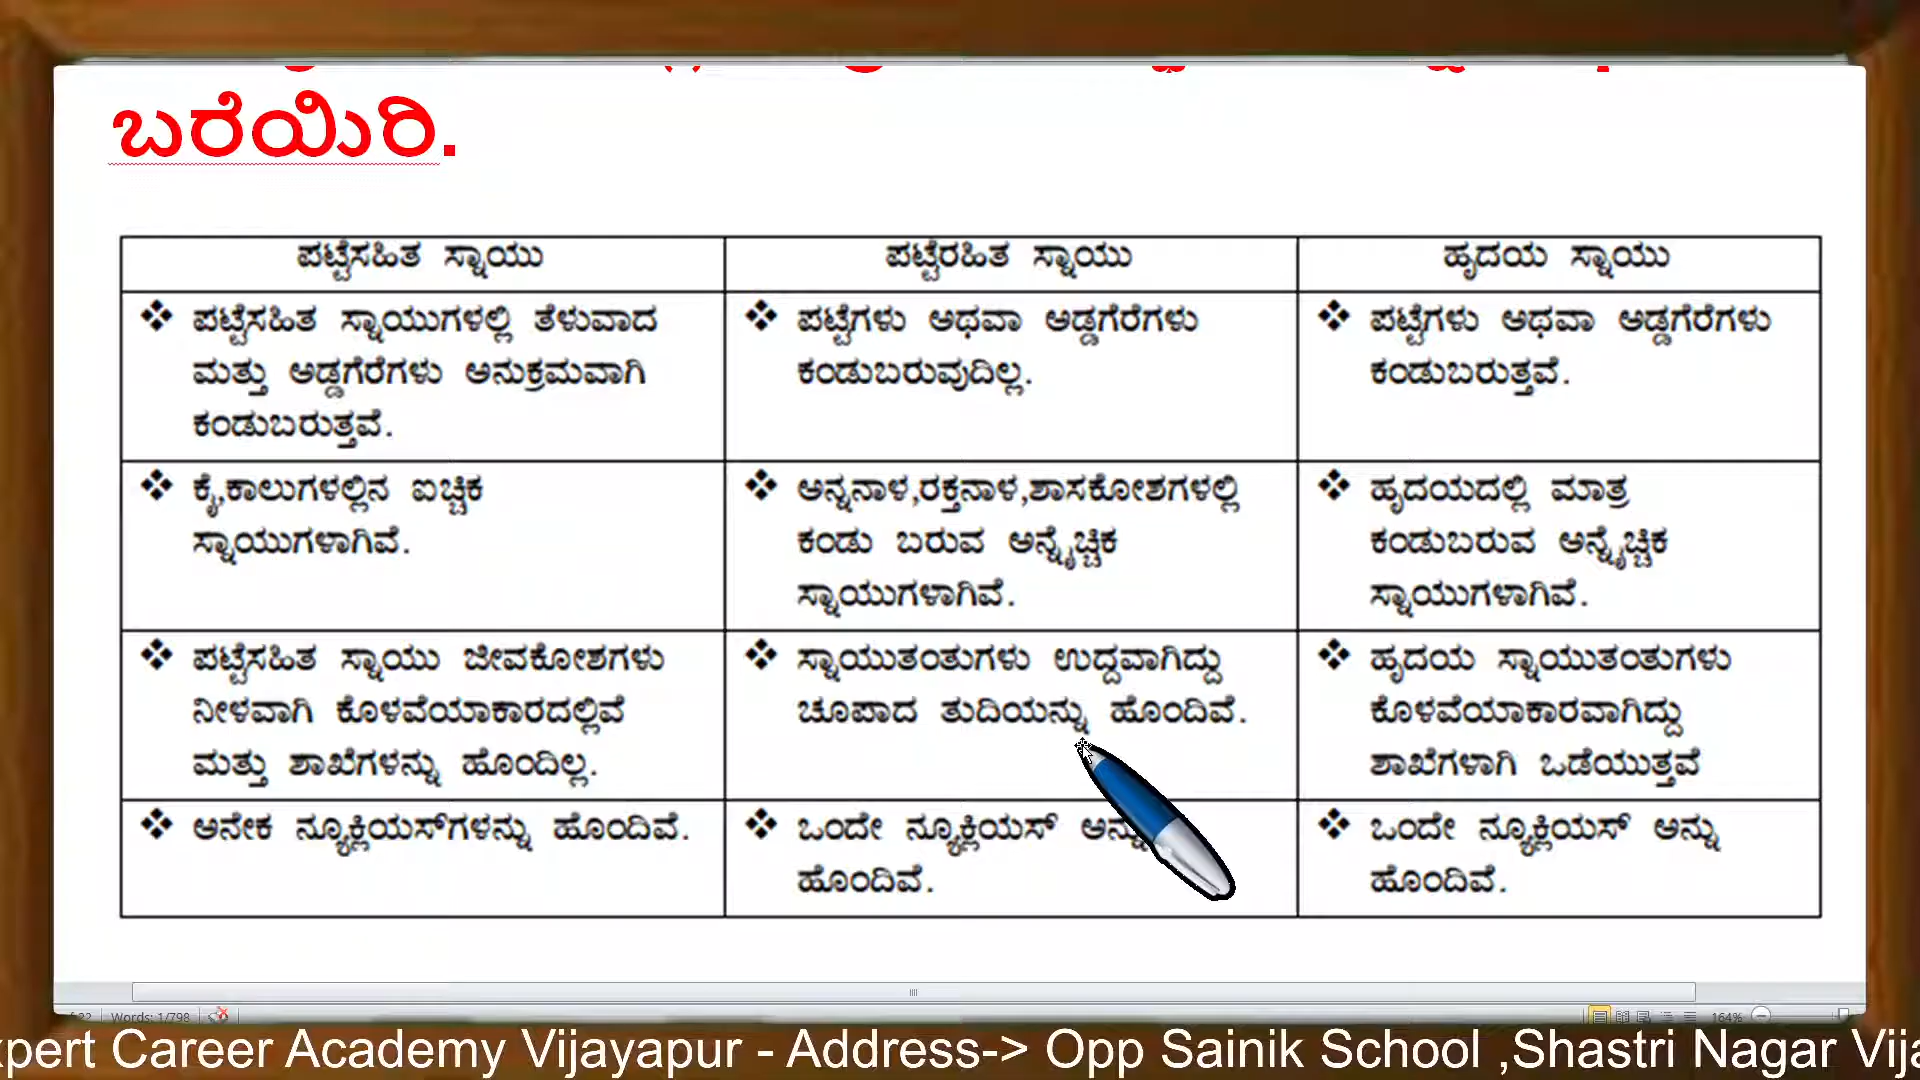 ಬರೆಯಿರಿ.
ಪಟ್ಟೆಸಹಿತ ಸ್ನಾಯು
ಪಟ್ಟೆರಹಿತ ಸ್ನಾಯು
ಹೃದಯ ಸ್ನಾಯು
❖ ಪಟ್ಟೆಸಹಿತ ಸ್ನಾಯುಗಳಲ್ಲಿ ತೆಳುವಾದ
ಮತ್ತು ಅಡ್ಡಗೆರೆಗಳು ಅನುಕ್ರಮವಾಗಿ
ಕಂಡುಬರುತ್ತವೆ.
❖ ಪಟ್ಟೆಗಳು ಅಥವಾ ಅಡ್ಡಗೆರೆಗಳು
ಕಂಡುಬರುವುದಿಲ್ಲ.
❖ ಪಟ್ಟೆಗಳು ಅಥವಾ ಅಡ್ಡಗೆರೆಗಳು
ಕಂಡುಬರುತ್ತವೆ.
❖ ಕೈ,ಕಾಲುಗಳಲ್ಲಿನ ಐಚ್ಚಿಕ
ಸ್ನಾಯುಗಳಾಗಿವೆ.
❖ ಅನ್ನನಾಳ,ರಕ್ತನಾಳ,ಶಾಸಕೋಶಗಳಲ್ಲಿ
ಕಂಡು ಬರುವ ಅನ್ನೈಚ್ಚಿಕ
ಸ್ನಾಯುಗಳಾಗಿವೆ.
❖ ಹೃದಯದಲ್ಲಿ ಮಾತ್ರ
ಕಂಡುಬರುವ ಅನ್ನೈಚ್ಚಿಕ
ಸ್ನಾಯುಗಳಾಗಿವೆ.
❖ ಪಟ್ಟೆಸಹಿತ ಸ್ನಾಯು ಜೀವಕೋಶಗಳು
ನೀಳವಾಗಿ ಕೊಳವೆಯಾಕಾರದಲ್ಲಿವೆ
ಮತ್ತು ಶಾಖೆಗಳನ್ನು ಹೊಂದಿಲ್ಲ.
❖ ಸ್ನಾಯುತಂತುಗಳು ಉದ್ದವಾಗಿದ್ದು
ಚೂಪಾದ ತುದಿಯನ್ನು ಹೊಂದಿವೆ.
❖ ಹೃದಯ ಸ್ನಾಯುತಂತುಗಳು
ಕೊಳವೆಯಾಕಾರವಾಗಿದ್ದು
ಶಾಖೆಗಳಾಗಿ ಒಡೆಯುತ್ತವೆ
❖ ಅನೇಕ ನ್ಯೂಕ್ಲಿಯಸ್‌ಗಳನ್ನು ಹೊಂದಿವೆ.
❖ ಒಂದೇ ನ್ಯೂಕ್ಲಿಯಸ್ ಅನ್ನು
ಹೊಂದಿವೆ.
❖ ಒಂದೇ ನ್ಯೂಕ್ಲಿಯಸ್ ಅನ್ನು
ಹೊಂದಿವೆ.
Words: 1/798
164%
xpert Career Academy Vijayapur - Address-> Opp Sainik School ,Shastri Nagar Vija